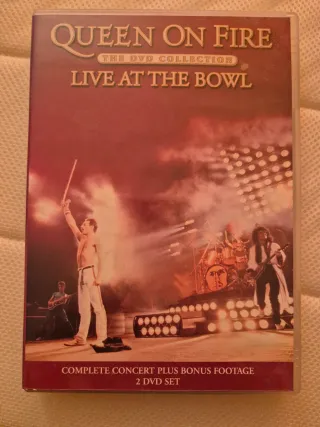 QUEEN ON FIRE
THE DVD COLLECTION
LIVE AT THE BOWL
COMPLETE CONCERT PLUS BONUS FOOTAGE
2 DVD SET